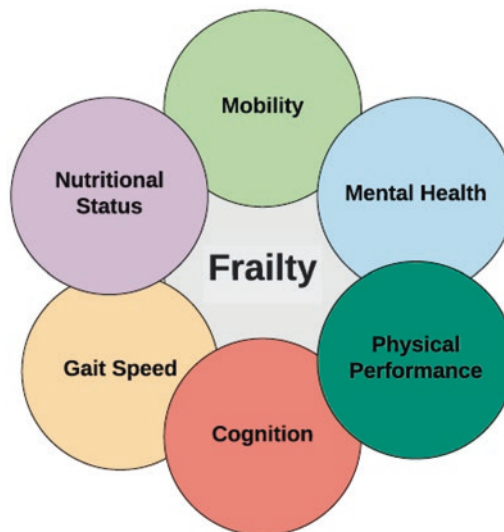 Mobility
Nutritional
Status
Mental Health
Frailty
Gait Speed
Physical
Performance
Cognition